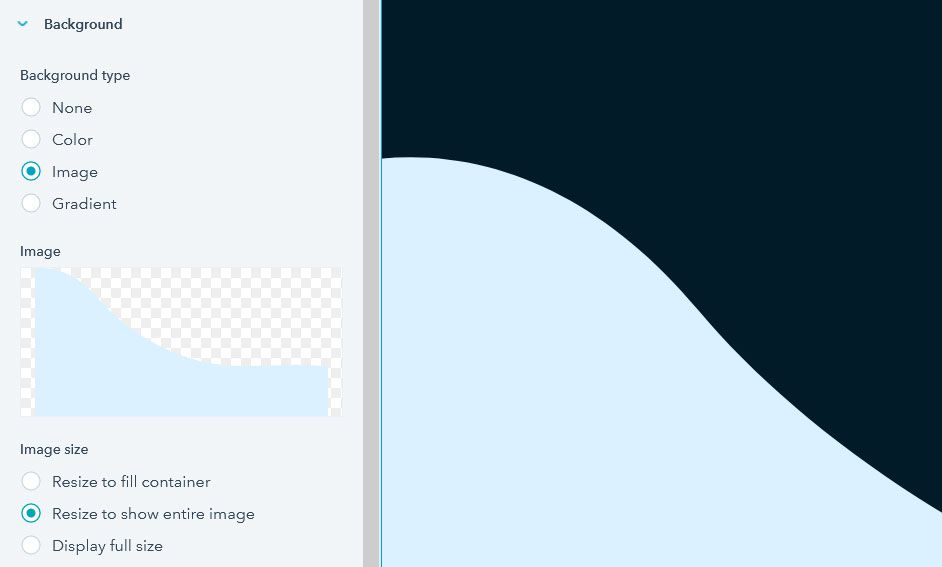 Background
Background type
None
Color
Image
Gradient
Image
Image size
Resize to fill container
Resize to show entire image
Display full size